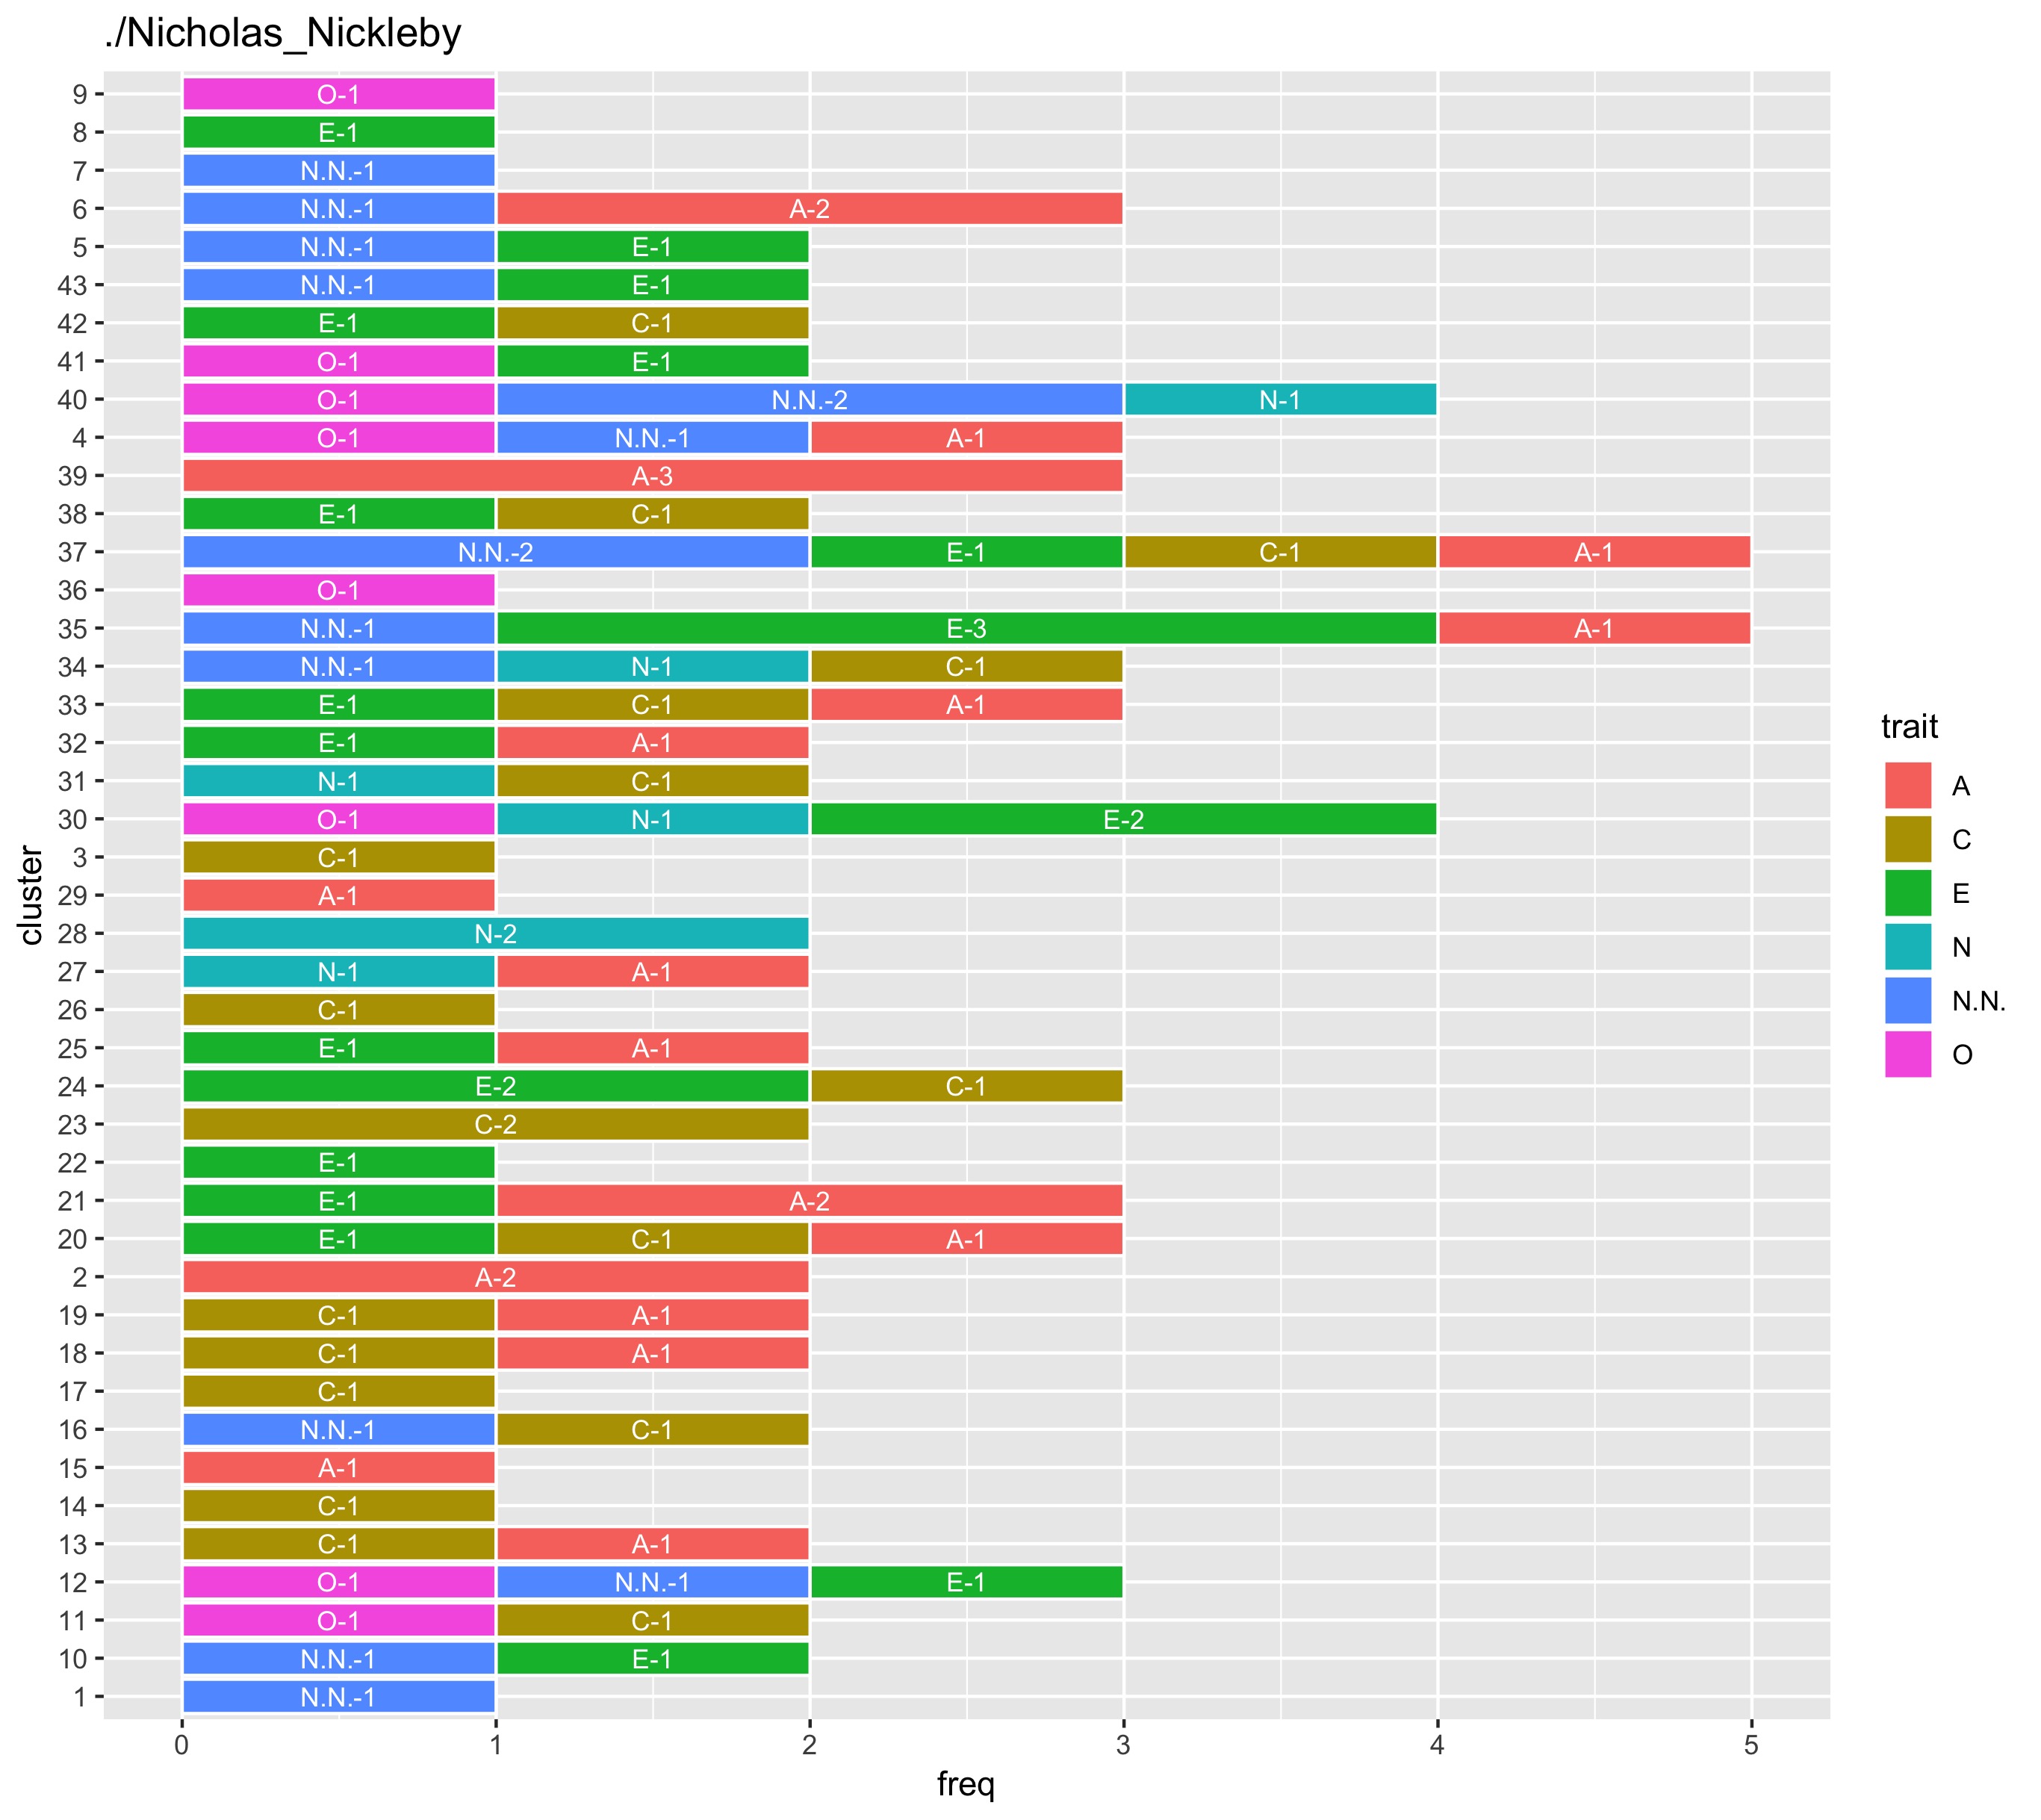 ./Nicholas_Nickleby
9 O-1
8 E-1
7 N.N.-1
6 N.N.-1 A-2
5 N.N.-1 E-1
43 N.N.-1 E-1
42 E-1 C-1
41 O-1 E-1
40 O-1 N.N.-2 N-1
4 O-1 N.N.-1 A-1
39 A-3
38 E-1 C-1
37 N.N.-2 E-1 C-1 A-1
36 O-1
35 N.N.-1 E-3 A-1
34 N.N.-1 N-1 C-1
33 E-1 C-1 A-1
32 E-1 A-1
31 N-1 C-1
30 O-1 N-1 E-2
3 C-1
29 A-1
28 N-2
27 N-1 A-1
26 C-1
25 E-1 A-1
24 E-2 C-1
23 C-2
22 E-1
21 E-1 A-2
20 E-1 C-1 A-1
2 A-2
19 C-1 A-1
18 C-1 A-1
17 C-1
16 N.N.-1 C-1
15 A-1
14 C-1
13 C-1 A-1
12 O-1 N.N.-1 E-1
11 O-1 C-1
10 N.N.-1 E-1
1 N.N.-1
0 1 2 3 4 5
freq
cluster
trait
A
C
E
N
N.N.
O